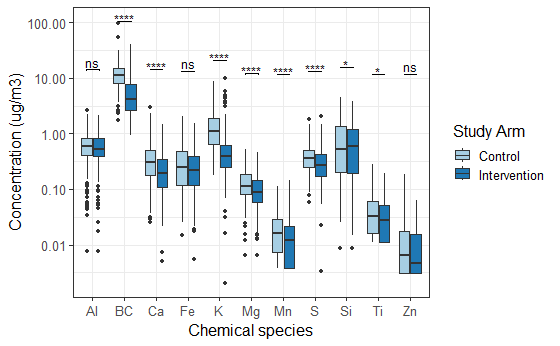 ****
ns
****
ns
****
****
****
****
*
*
ns
100.00
10.00
1.00
0.10
0.01
Concentration (ug/m3)
Al BC Ca Fe K Mg Mn S Si Ti Zn
Chemical species
Study Arm
Control
Intervention